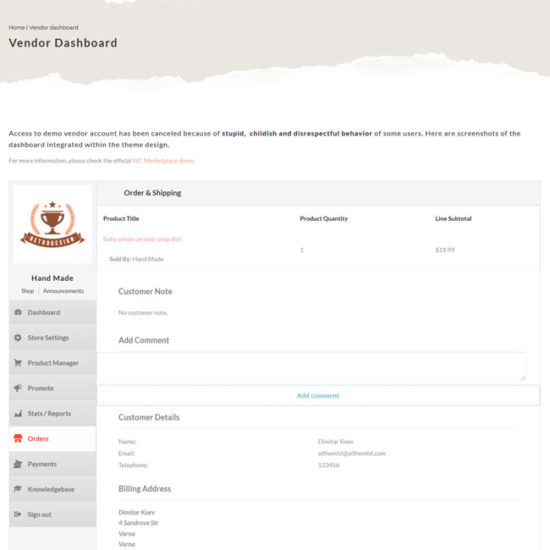 Home | Vendor dashboard
Vendor Dashboard
Access to demo vendor account has been canceled because of stupid, childish and disrespectful behavior of some users. Here are screenshots of the
dashboard integrated within the theme design.
For more information, please check the official WC Marketplace demo.
RETRODESIGN
Hand Made
Shop | Announcements
Dashboard
Store Settings
Product Manager
Promote
Stats / Reports
Orders
Payments
Knowledgebase
Sign out
Order & Shipping
Product Title Product Quantity Line Subtotal
Baby whale ceramic soap dish
1 $19.99
Sold By: Hand Made
Customer Note
No customer note.
Add Comment
Add comment
Customer Details
Name: Dimitar Koev
Email: althemist@althemist.com
Telephone: 123456
Billing Address
Dimitar Koev
4 Sandrovo Str
Varna
Varna